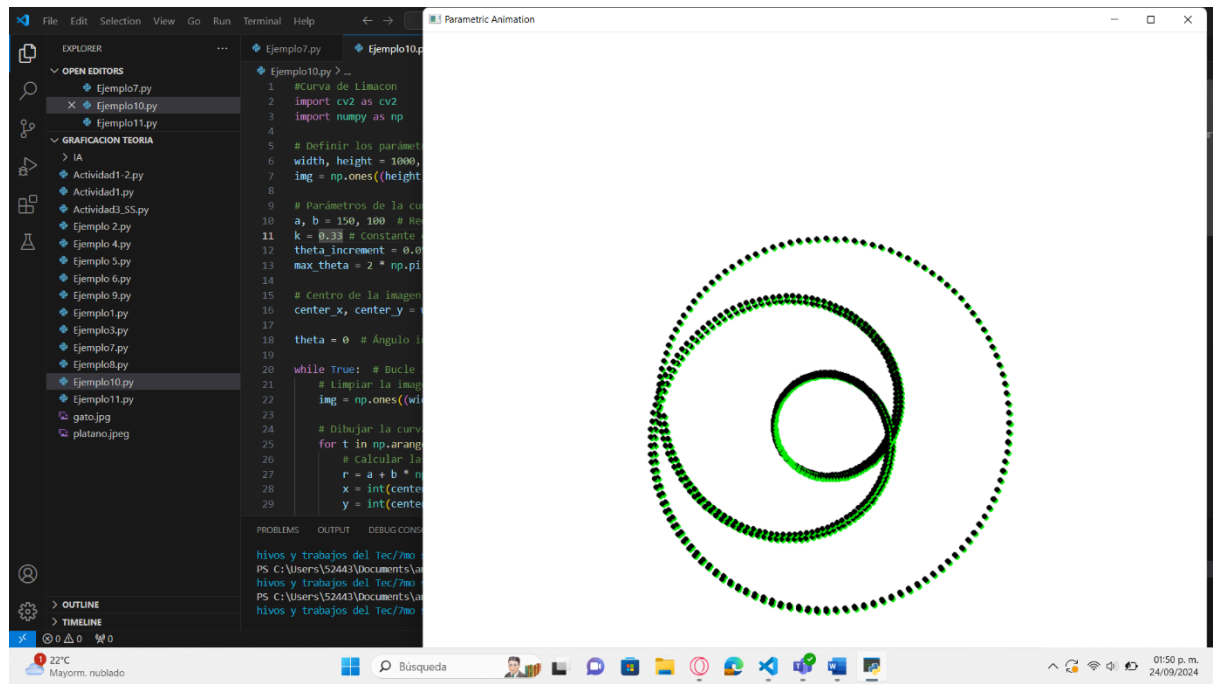 File Edit Selection View Go Run Terminal Help
Parametric Animation
EXPLORER
OPEN EDITORS
Ejemplo7.py
Ejemplo10.py
Ejemplo11.py
GRAFICACION TEORIA
IA
Actividad1-2.py
Actividad1.py
Actividad3_SS.py
Ejemplo 2.py
Ejemplo 4.py
Ejemplo 5.py
Ejemplo 6.py
Ejemplo 9.py
Ejemplo1.py
Ejemplo3.py
Ejemplo7.py
Ejemplo8.py
Ejemplo10.py
Ejemplo11.py
gato.jpg
platano.jpeg
OUTLINE
TIMELINE
Ejemplo7.py Ejemplo10.p
Ejemplo10.py > ...
1 #Curva de Limacon
2 import cv2 as cv2
3 import numpy as np
4
5 # Definir los parámet
6 width, height = 1000,
7 img = np.ones((height
8
9 # Parámetros de la cu
10 a, b = 150, 100 # Re
11 k = 0.33 # Constante
12 theta_increment = 0.0
13 max_theta = 2 * np.pi
14
15 # Centro de la imagen
16 center_x, center_y =
17
18 theta = 0 # Ángulo i
19
20 while True: # Bucle
21 # Limpiar la imag
22 img = np.ones((wi
23
24 # Dibujar la curv
25 for t in np.arang
26 # Calcular la
27 r = a + b * n
28 x = int(cente
29 y = int(cente
PROBLEMS OUTPUT DEBUG CONS
hivos y trabajos del Tec/7mo
PS C:\Users\52443\Documents\a
hivos y trabajos del Tec/7mo
PS C:\Users\52443\Documents\a
hivos y trabajos del Tec/7mo
0 0 0
1
22°C
Mayorm. nublado
Búsqueda
01:50 p. m.
24/09/2024